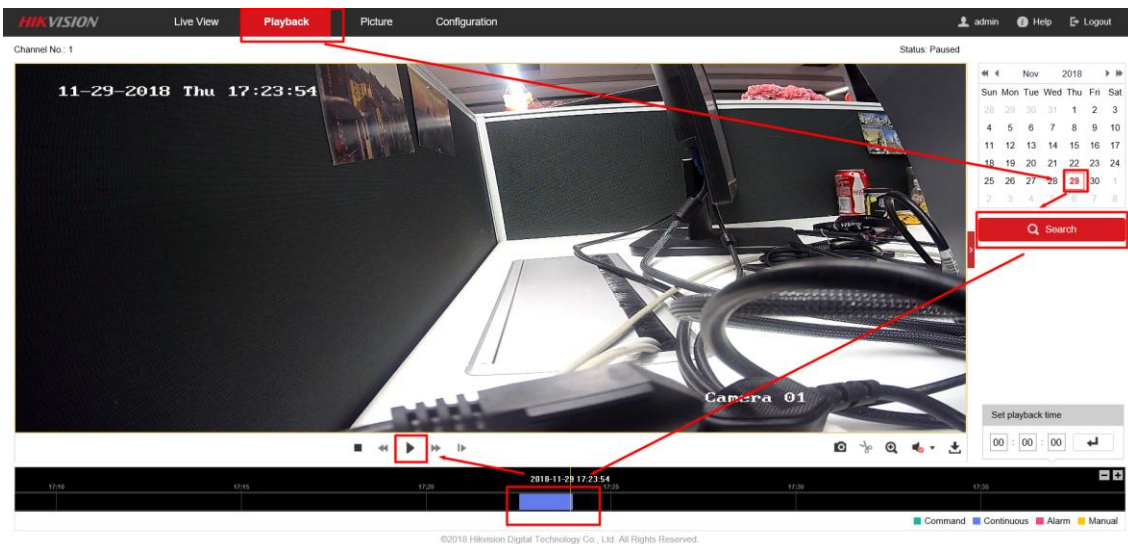 HIKVISION Live View Playback Picture Configuration admin Help Logout
Channel No.: 1 Status: Paused
11-29-2018 Thu 17:23:54
Camera 01
Nov 2018
Sun Mon Tue Wed Thu Fri Sat
28 29 30 31 1 2 3
4 5 6 7 8 9 10
11 12 13 14 15 16 17
18 19 20 21 22 23 24
25 26 27 28 29 30 1
2 3 4 6 7 8
Search
Set playback time
00 : 00 : 00
2018-11-29 17:23:54
17:10 17:15 17:20 17:25 17:30 17:35
Command Continuous Alarm Manual
©2018 Hikvision Digital Technology Co., Ltd. All Rights Reserved.